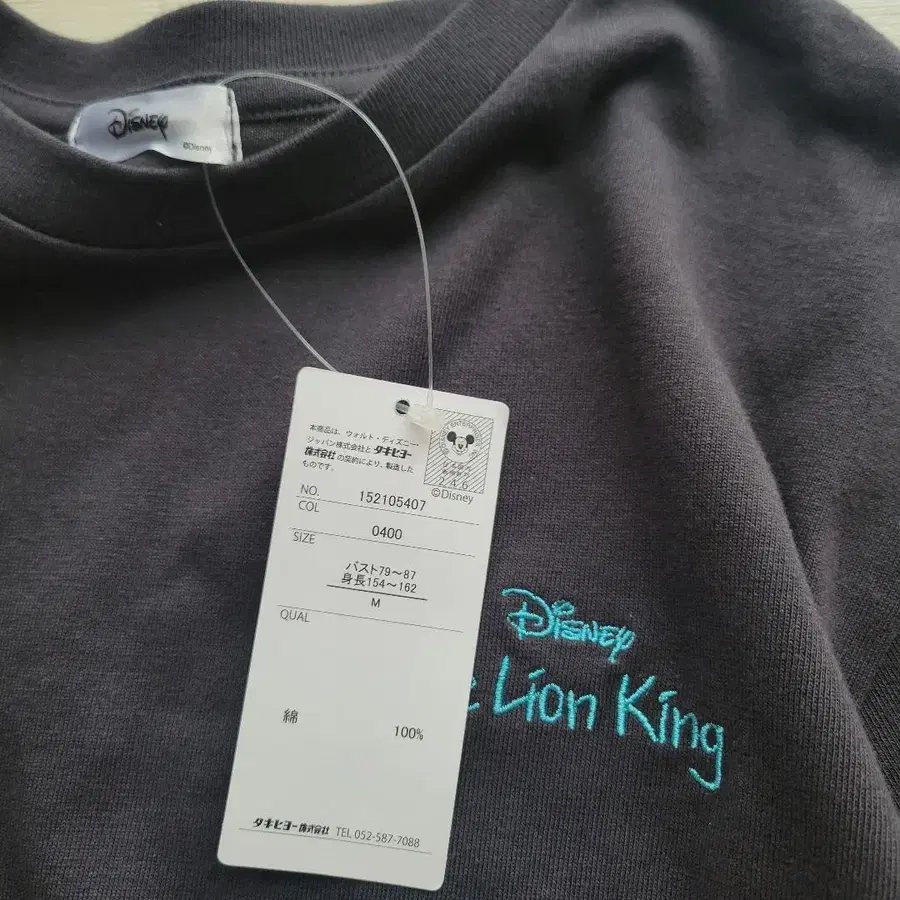 Disney
©Disney
本商品は、ウォルト・ディズニー・
ジャパン株式会社と タキヒヨー
株式会社 の契約により、製造した
ものです。
246
©Disney
NO. 152105407
COL 0400
SIZE
バスト79～87
身長154～162
M
QUAL
綿 100%
タキヒヨー株式会社 TEL 052-587-7088
Disney
Lion King